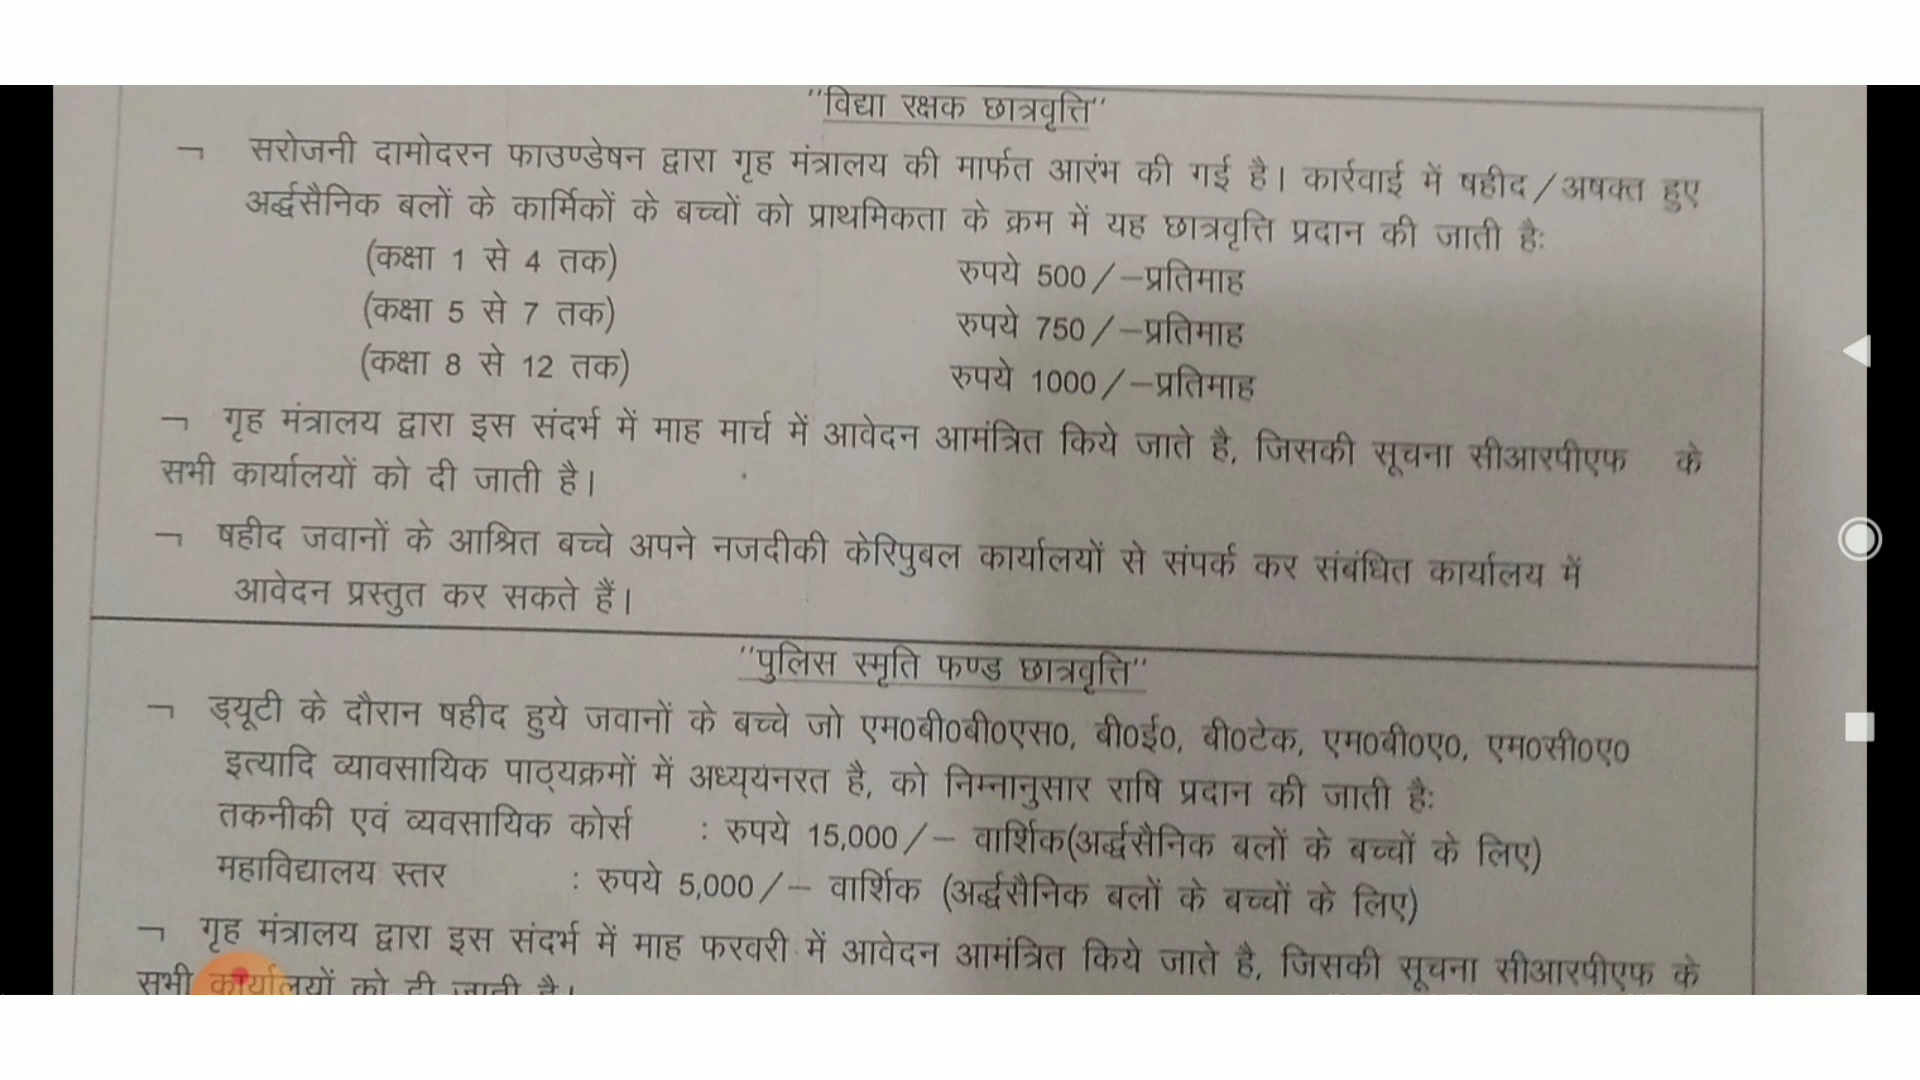 "विद्या रक्षक छात्रवृत्ति"
¬ सरोजनी दामोदरन फाउण्डेषन द्वारा गृह मंत्रालय की मार्फत आरंभ की गई है। कार्रवाई में षहीद/अषक्त हुए
अर्द्धसैनिक बलों के कार्मिकों के बच्चों को प्राथमिकता के क्रम में यह छात्रवृत्ति प्रदान की जाती हैः
(कक्षा 1 से 4 तक) रुपये 500/–प्रतिमाह
(कक्षा 5 से 7 तक) रुपये 750/–प्रतिमाह
(कक्षा 8 से 12 तक) रुपये 1000/–प्रतिमाह
¬ गृह मंत्रालय द्वारा इस संदर्भ में माह मार्च में आवेदन आमंत्रित किये जाते है, जिसकी सूचना सीआरपीएफ के
सभी कार्यालयों को दी जाती है।
¬ षहीद जवानों के आश्रित बच्चे अपने नजदीकी केरिपुबल कार्यालयों से संपर्क कर संबंधित कार्यालय में
आवेदन प्रस्तुत कर सकते हैं।
"पुलिस स्मृति फण्ड छात्रवृत्ति"
¬ ड्यूटी के दौरान षहीद हुये जवानों के बच्चे जो एम0बी0बी0एस0, बी0ई0, बी0टेक, एम0बी0ए0, एम0सी0ए0
इत्यादि व्यावसायिक पाठ्यक्रमों में अध्ययनरत है, को निम्नानुसार राषि प्रदान की जाती हैः
तकनीकी एवं व्यवसायिक कोर्स : रुपये 15,000/– वार्शिक(अर्द्धसैनिक बलों के बच्चों के लिए)
महाविद्यालय स्तर : रुपये 5,000/– वार्शिक (अर्द्धसैनिक बलों के बच्चों के लिए)
¬ गृह मंत्रालय द्वारा इस संदर्भ में माह फरवरी में आवेदन आमंत्रित किये जाते है, जिसकी सूचना सीआरपीएफ के
सभी कार्यालयों को दी जाती है।